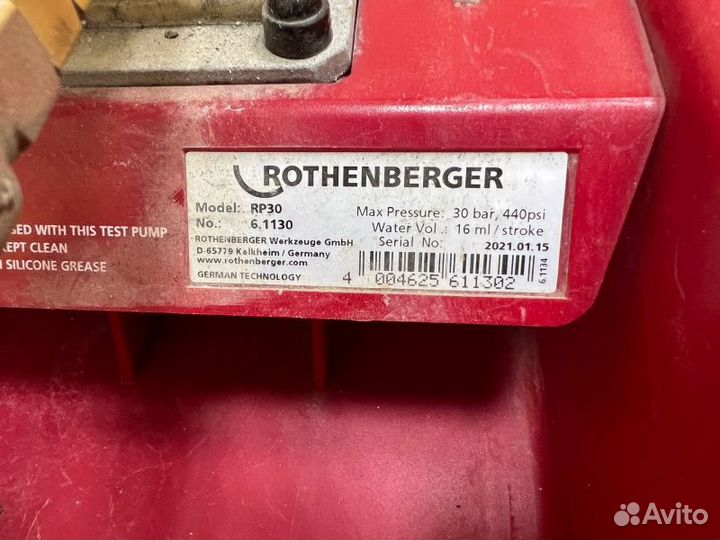 ROTHENBERGER
Model: RP30
No.: 6.1130
ROTHENBERGER Werkzeuge GmbH
D-65779 Kelkheim / Germany
www.rothenberger.com
GERMAN TECHNOLOGY
Max Pressure: 30 bar, 440psi
Water Vol.: 16 ml / stroke
Serial No: 2021.01.15
4 004625 611302
6.1134
WITH THIS TEST PUMP
CLEAN
SILICONE GREASE
Avito